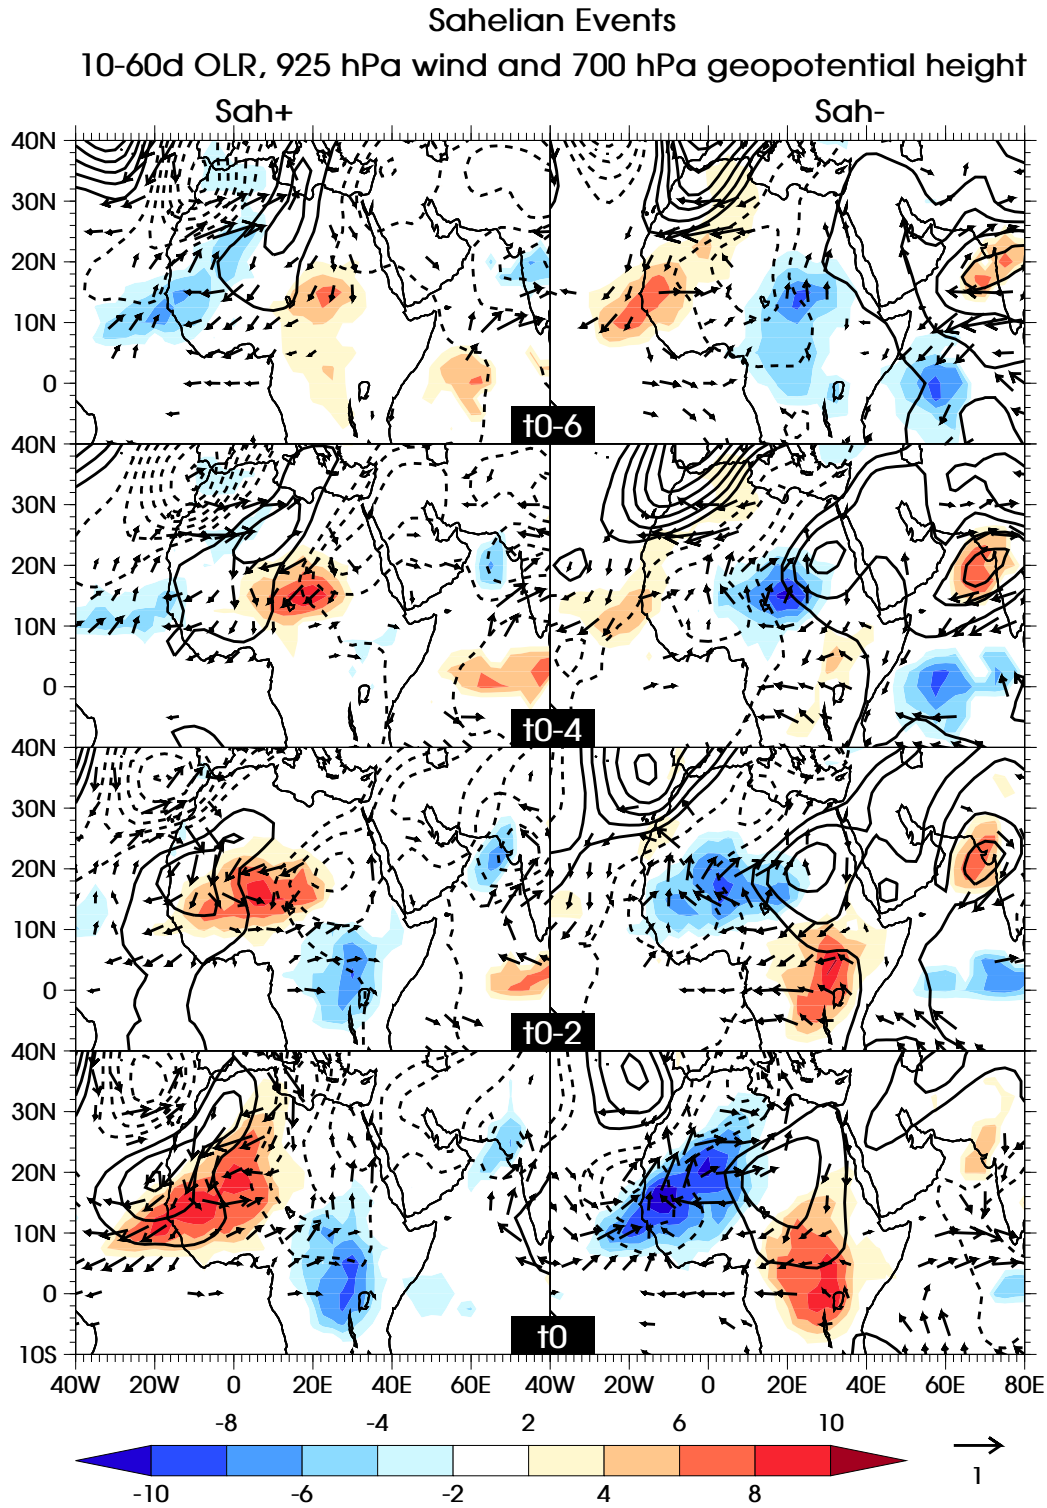 Sahelian Events
10-60d OLR, 925 hPa wind and 700 hPa geopotential height
Sah+ Sah-
40N
30N
20N
10N
0
t0-6
40N
30N
20N
10N
0
t0-4
40N
30N
20N
10N
0
t0-2
40N
30N
20N
10N
0
t0
10S
40W 20W 0 20E 40E 60E 40W 20W 0 20E 40E 60E 80E
-8 -4 2 6 10
-10 -6 -2 4 8
1